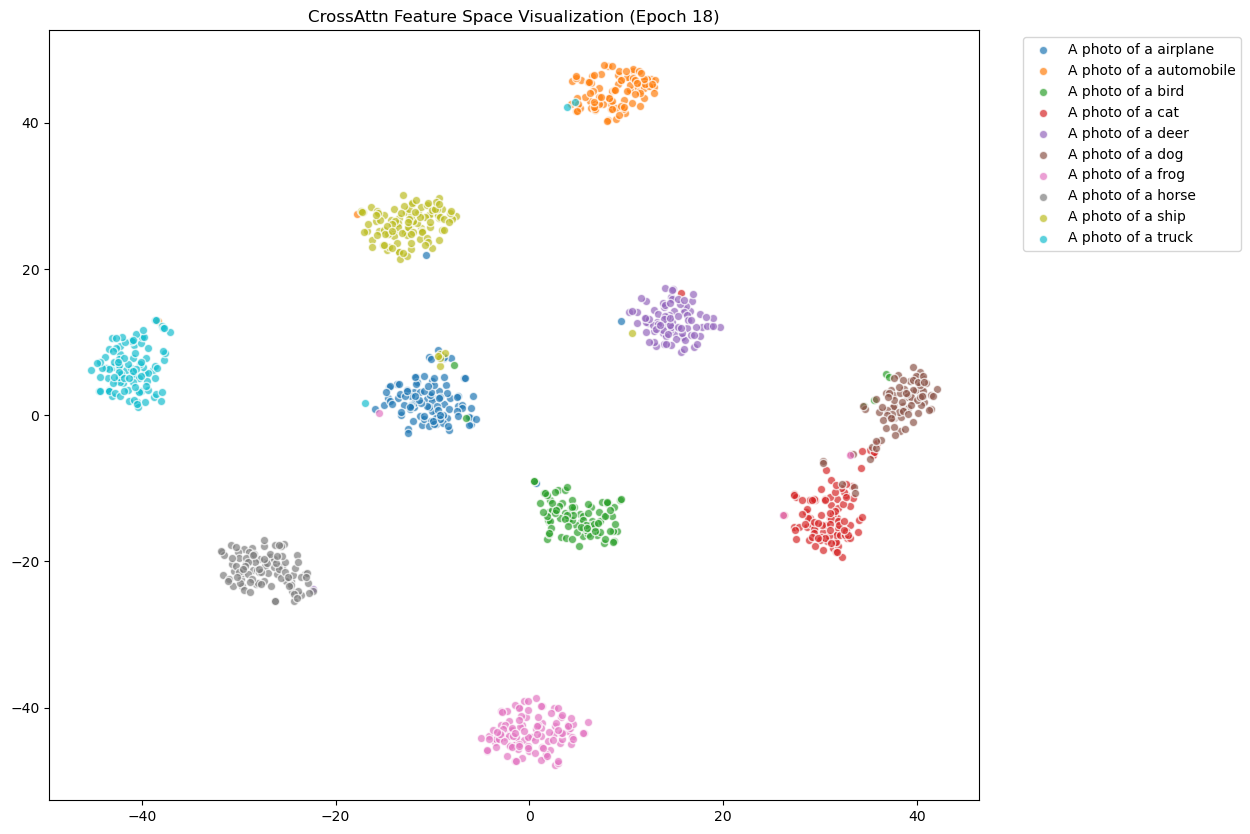 CrossAttn Feature Space Visualization (Epoch 18)
A photo of a airplane
A photo of a automobile
A photo of a bird
A photo of a cat
A photo of a deer
A photo of a dog
A photo of a frog
A photo of a horse
A photo of a ship
A photo of a truck
40
20
0
−20
−40
−40 −20 0 20 40